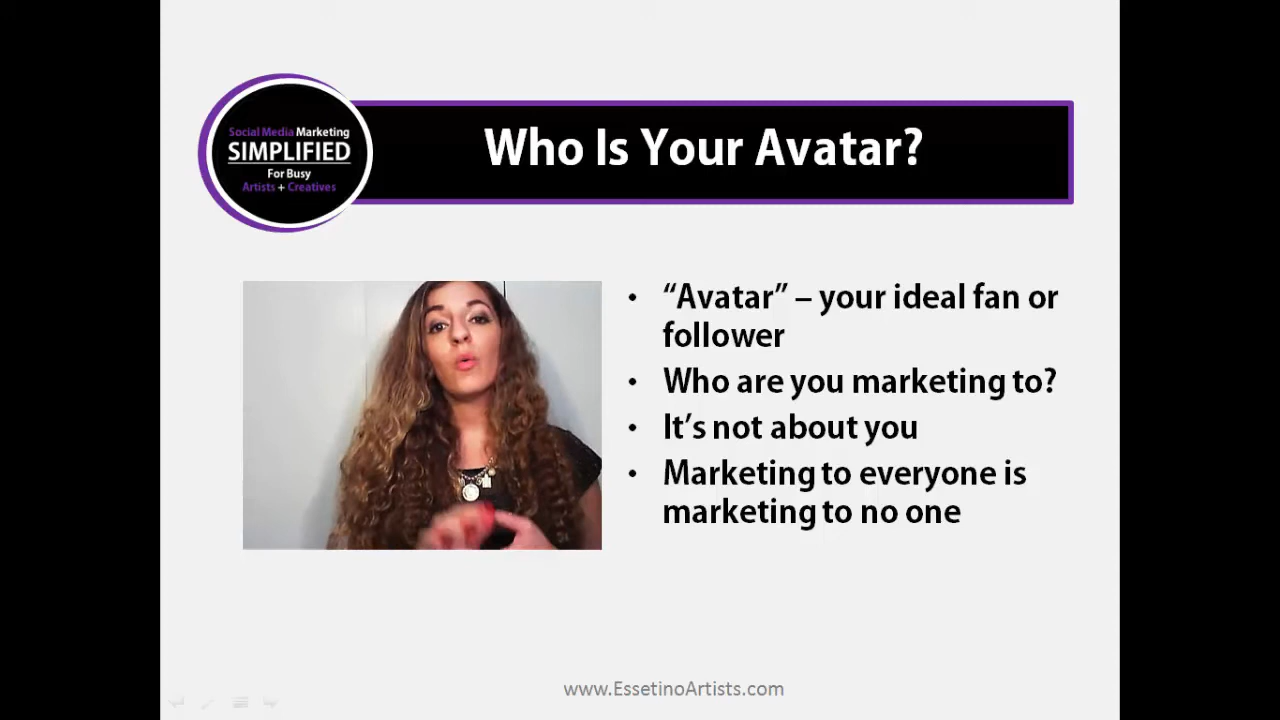 Social Media Marketing
SIMPLIFIED
For Busy
Artists + Creatives
Who Is Your Avatar?
• “Avatar” – your ideal fan or
follower
• Who are you marketing to?
• It’s not about you
• Marketing to everyone is
marketing to no one
www.EssetinoArtists.com